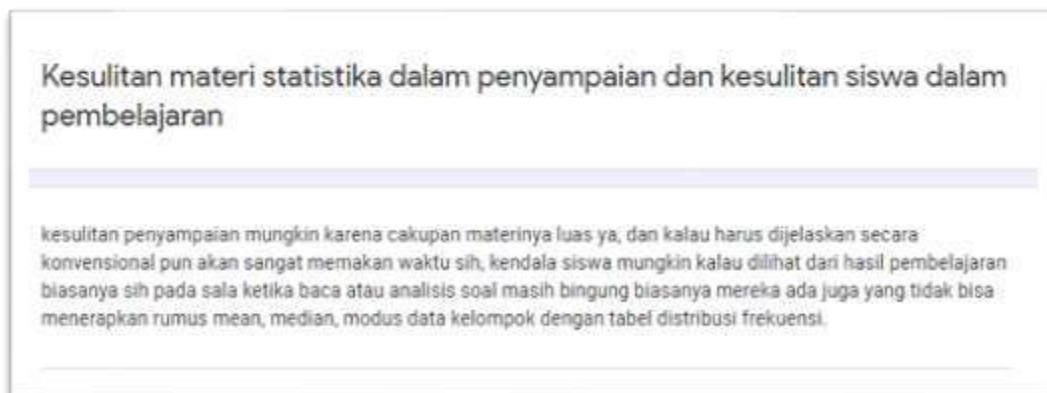 Kesulitan materi statistika dalam penyampaian dan kesulitan siswa dalam
pembelajaran
kesulitan penyampaian mungkin karena cakupan materinya luas ya, dan kalau harus dijelaskan secara
konvensional pun akan sangat memakan waktu sih, kendala siswa mungkin kalau dilihat dari hasil pembelajaran
biasanya sih pada sala ketika baca atau analisis soal masih bingung biasanya mereka ada juga yang tidak bisa
menerapkan rumus mean, median, modus data kelompok dengan tabel distribusi frekuensi.